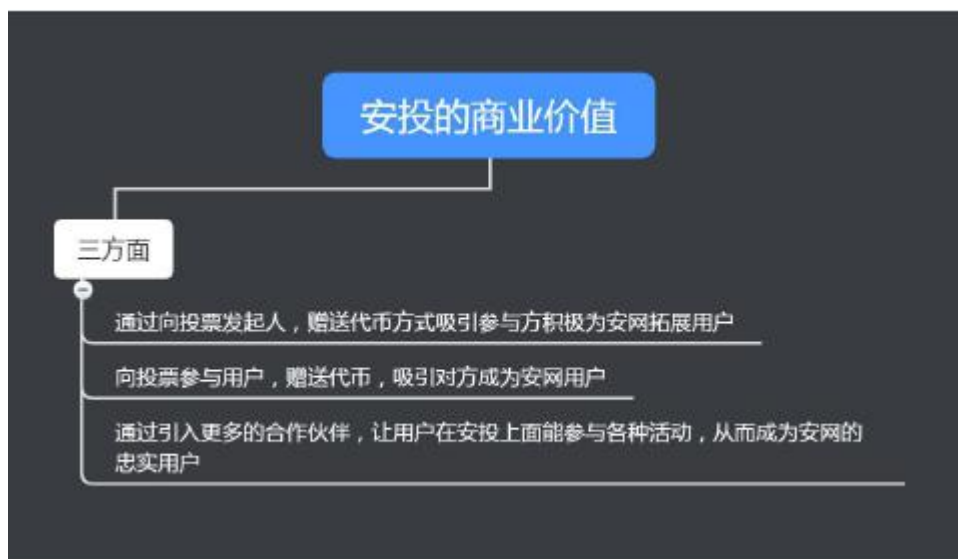 安投的商业价值
三方面
通过向投票发起人，赠送代币方式吸引参与方积极为安网拓展用户
向投票参与用户，赠送代币，吸引对方成为安网用户
通过引入更多的合作伙伴，让用户在安投上面能参与各种活动，从而成为安网的
忠实用户